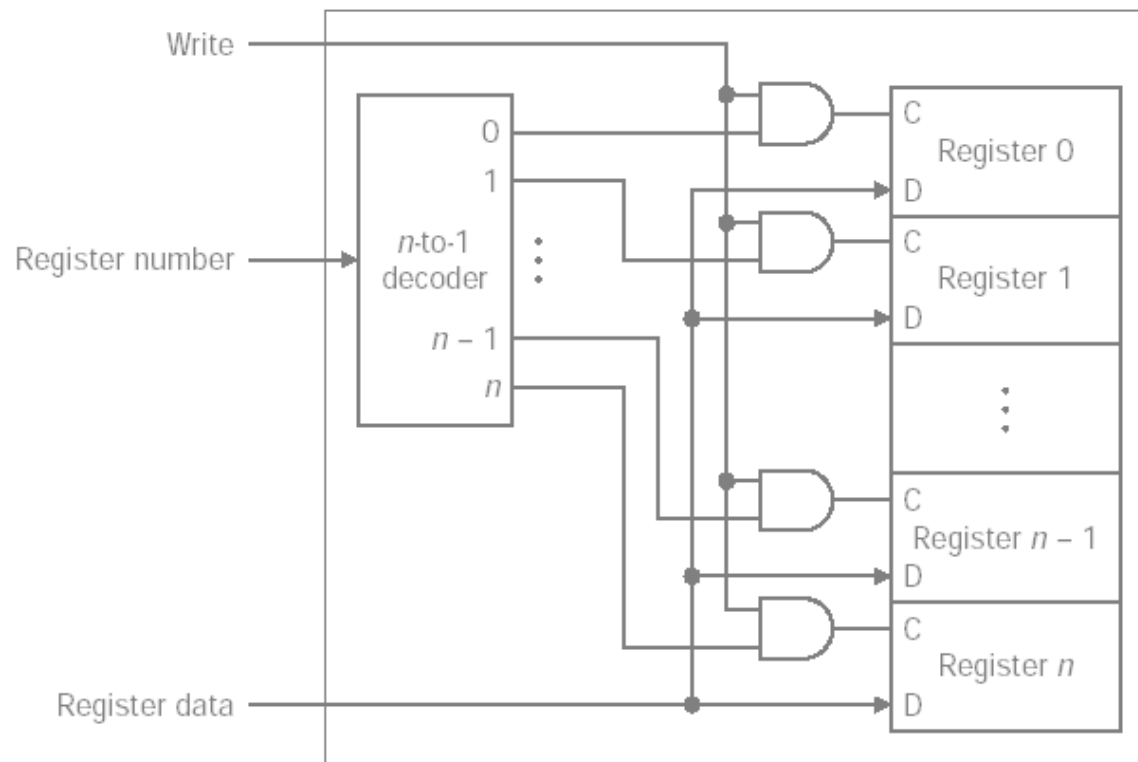 Write
C
0
Register 0
1
D
C
n-to-1
decoder
Register number
Register 1
D
n – 1
n
C
Register n – 1
D
C
Register n
Register data
D